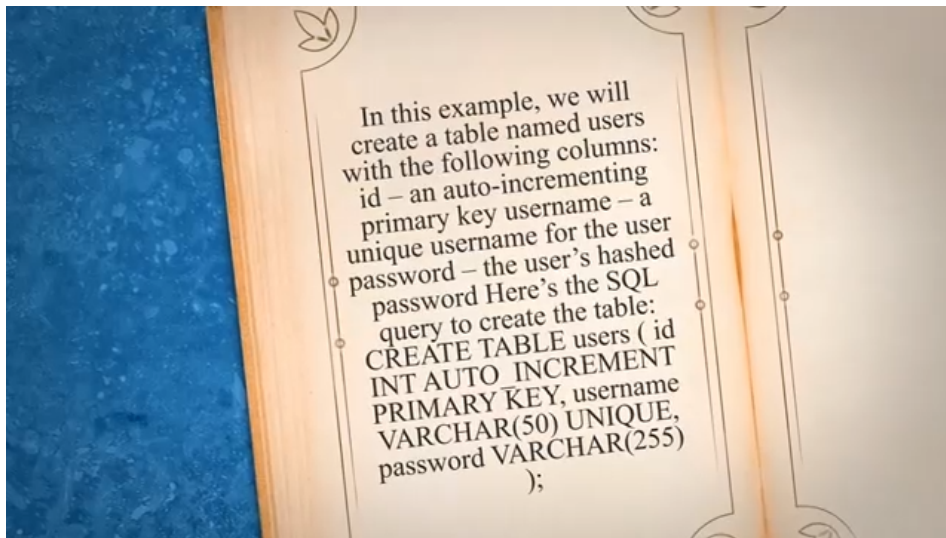 In this example, we will
create a table named users
with the following columns:
id – an auto-incrementing
primary key username – a
unique username for the user
password – the user’s hashed
password Here’s the SQL
query to create the table:
CREATE TABLE users ( id
INT AUTO_INCREMENT
PRIMARY KEY, username
VARCHAR(50) UNIQUE,
password VARCHAR(255)
);